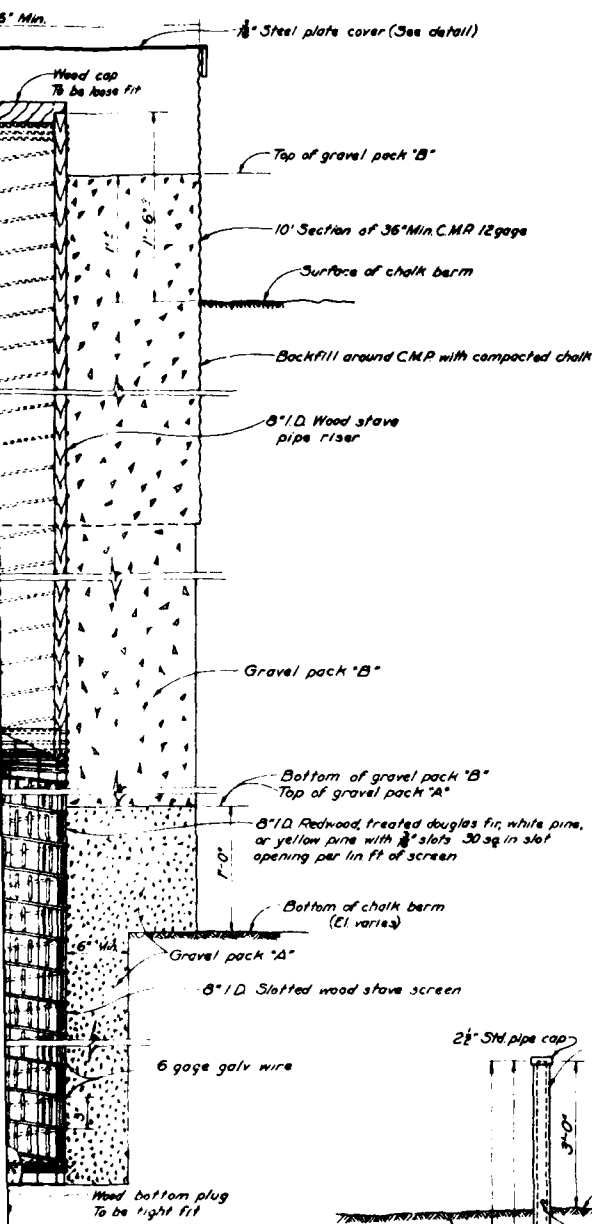 6" Min.
1/8" Steel plate cover (See detail)
Wood cap
To be loose fit
Top of gravel pack "B"
1'±
1'-6"±
10' Section of 36" Min. C.M.P. 12 gage
Surface of chalk berm
Backfill around C.M.P. with compacted chalk
8" I.D. Wood stave
pipe riser
Gravel pack "B"
Bottom of gravel pack "B"
Top of gravel pack "A"
8" I.D. Redwood, treated douglas fir, white pine,
or yellow pine with slots 30 sq. in slot
opening per lin ft of screen
1'-0"
Bottom of chalk berm
(El. varies)
6" Min.
Gravel pack "A"
8" I.D. Slotted wood stave screen
2½" Std. pipe cap
6 gage galv wire
3"
3'-0"
Wood bottom plug
To be tight fit